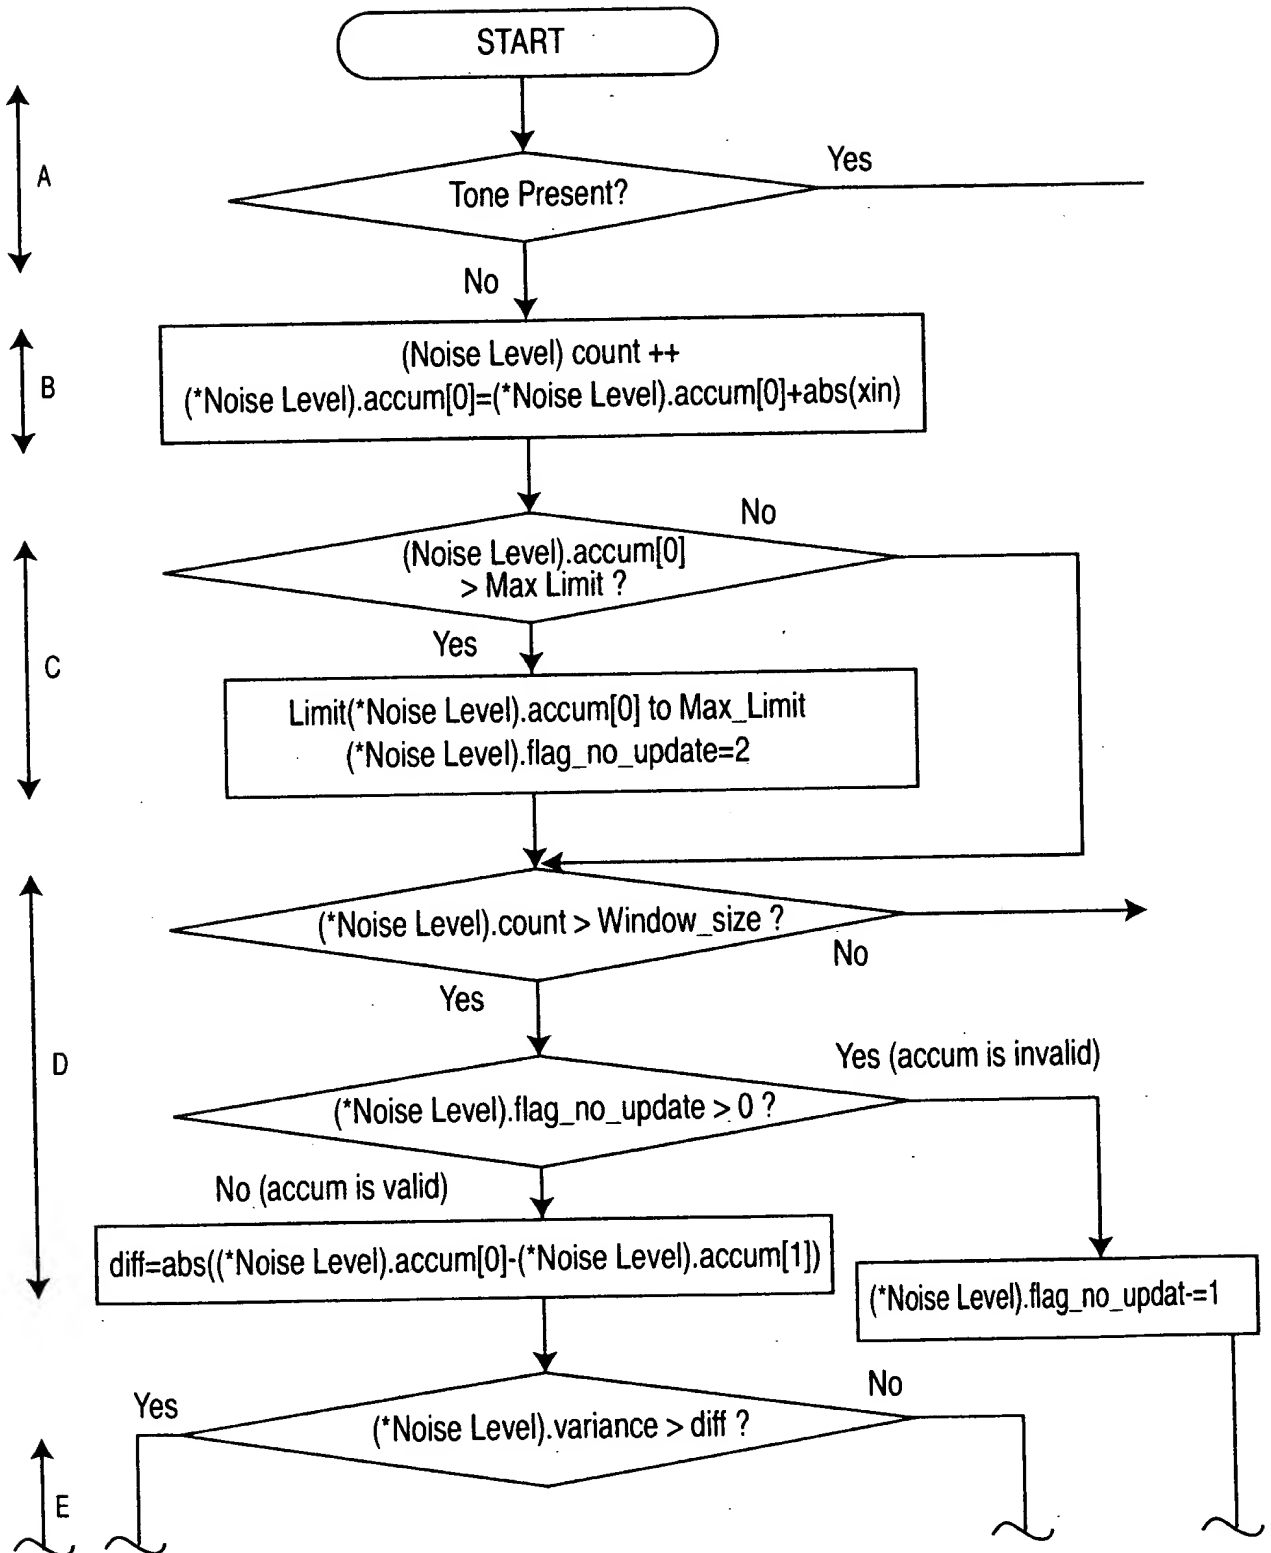 START
A
Yes
Tone Present?
No
B
(Noise Level) count ++
(*Noise Level).accum[0]=(*Noise Level).accum[0]+abs(xin)
No
(Noise Level).accum[0]
> Max Limit ?
Yes
C
Limit(*Noise Level).accum[0] to Max_Limit
(*Noise Level).flag_no_update=2
(*Noise Level).count > Window_size ?
No
Yes
D
Yes (accum is invalid)
(*Noise Level).flag_no_update > 0 ?
No (accum is valid)
diff=abs((*Noise Level).accum[0]-(*Noise Level).accum[1])
(*Noise Level).flag_no_updat-=1
Yes
No
(*Noise Level).variance > diff ?
E